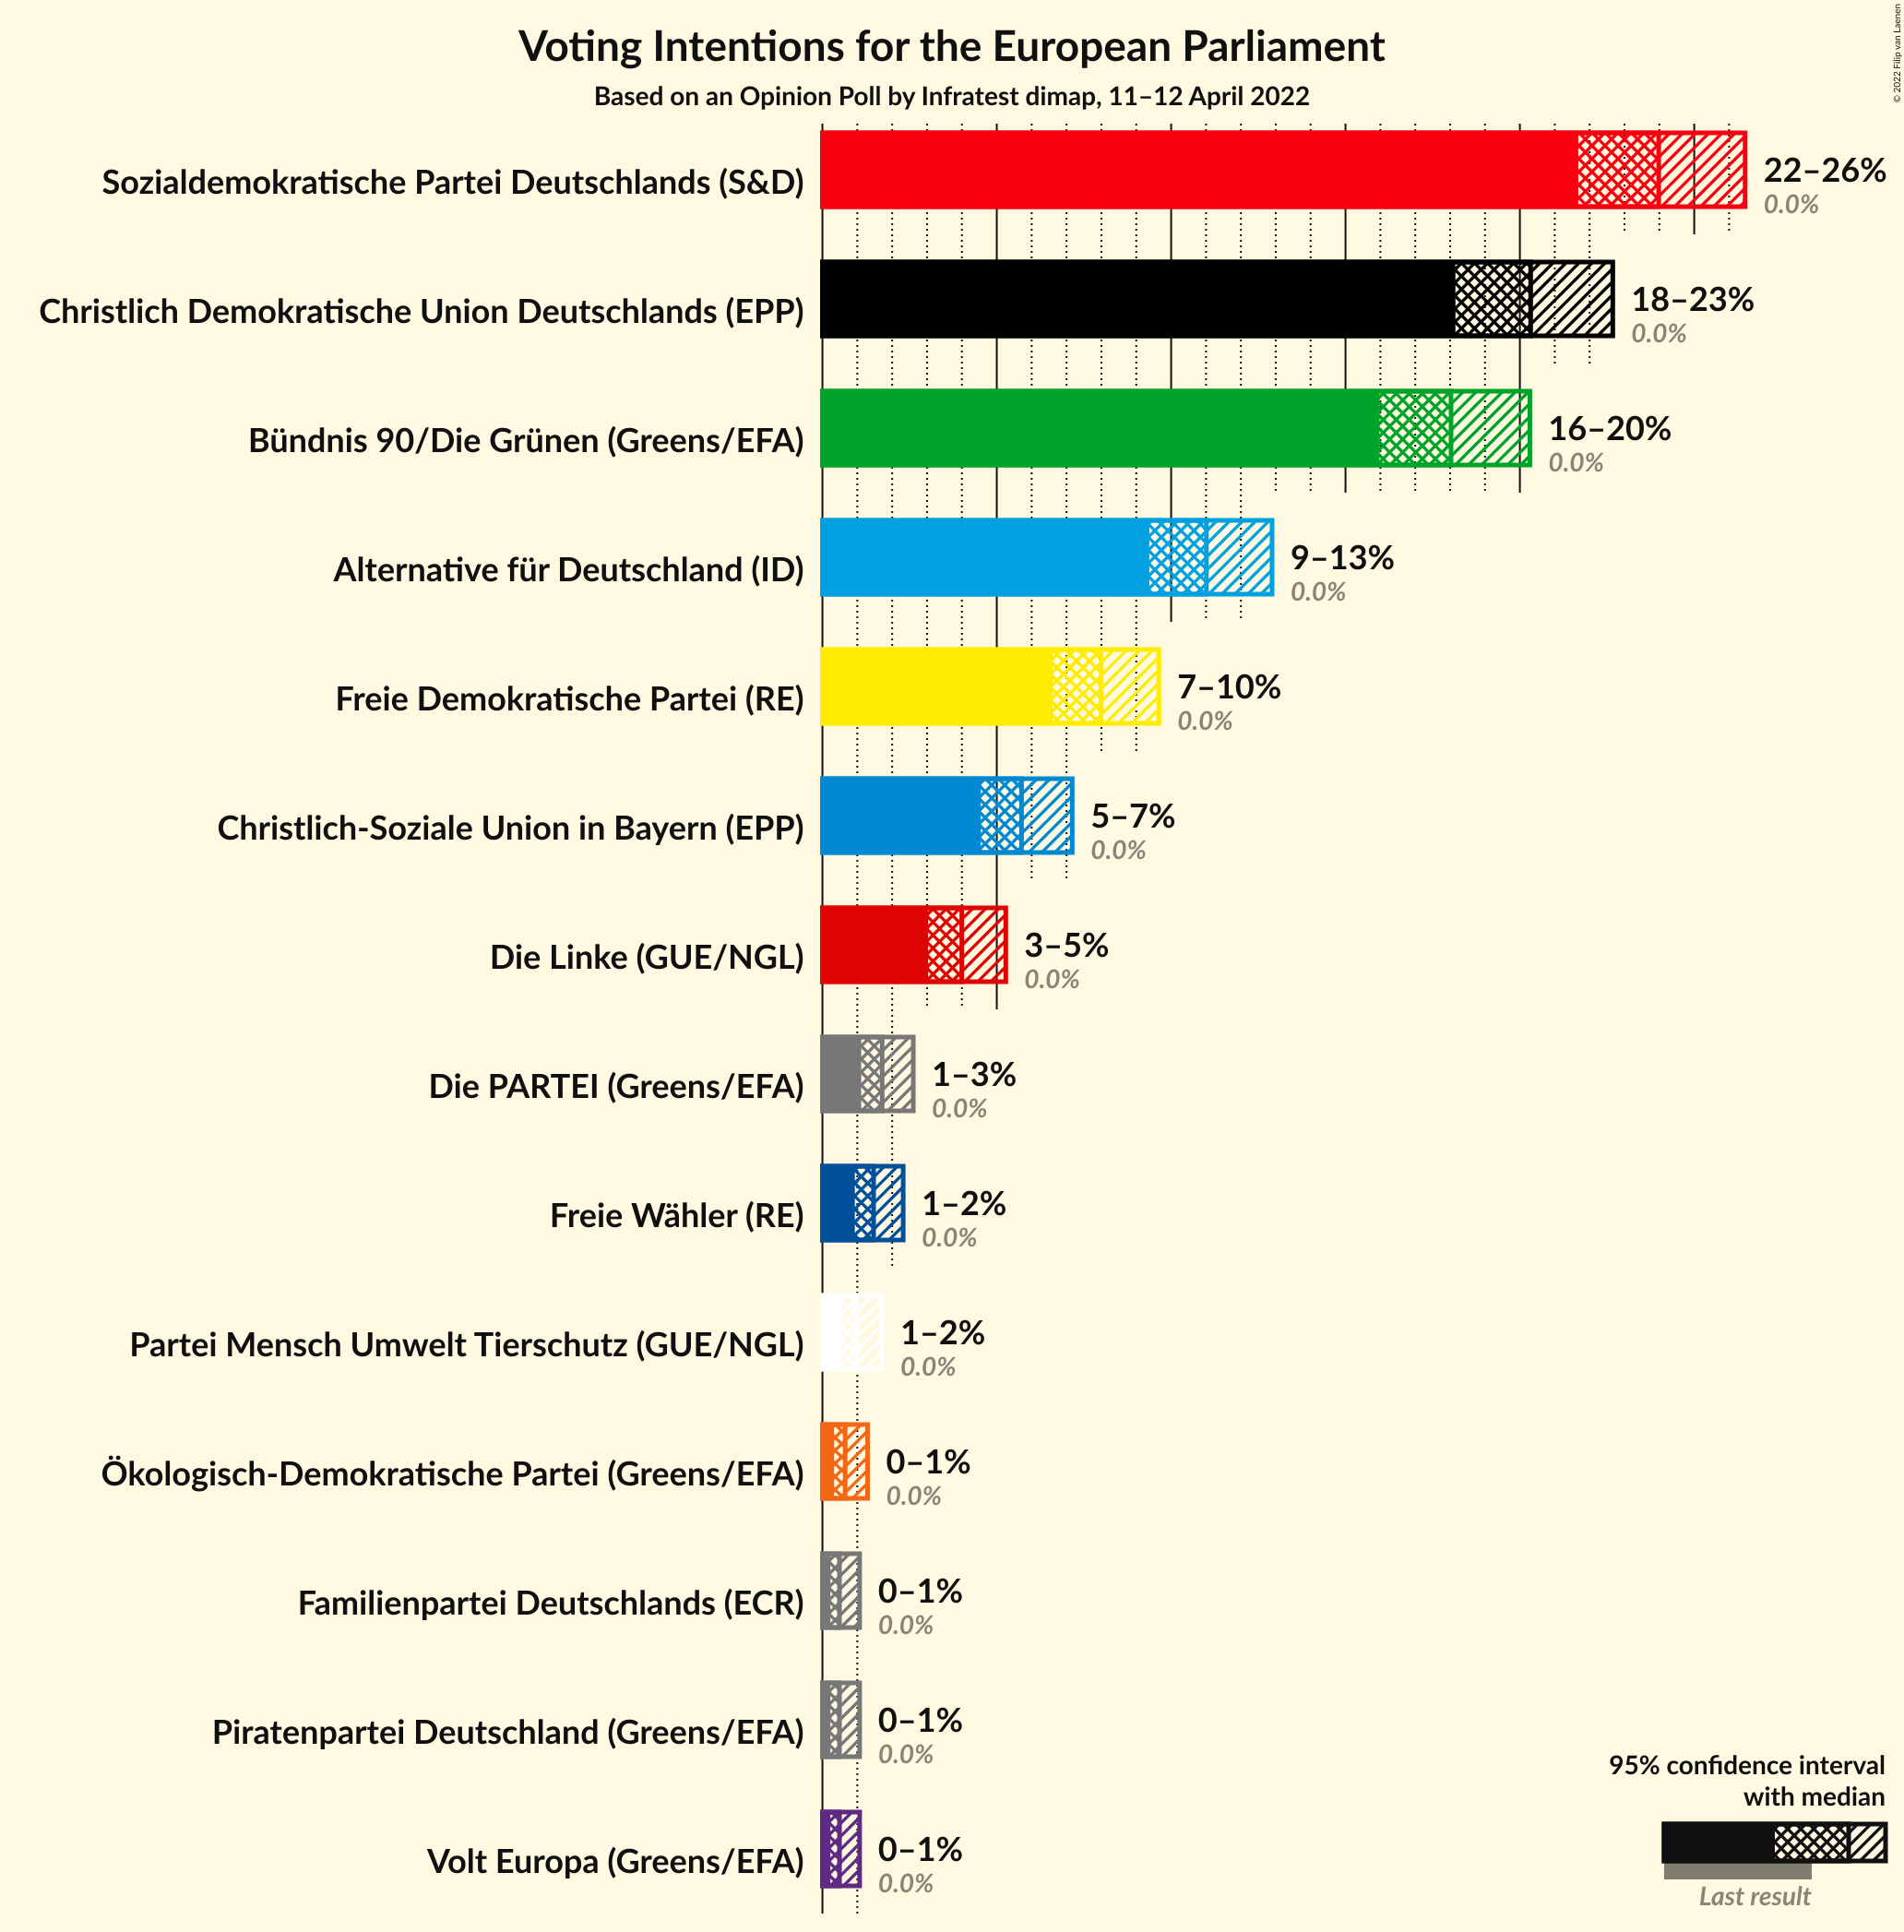 Voting Intentions for the European Parliament
Based on an Opinion Poll by Infratest dimap, 11–12 April 2022
© 2022 Filip van Laenen
Sozialdemokratische Partei Deutschlands (S&D)
22–26%
0.0%
Christlich Demokratische Union Deutschlands (EPP)
18–23%
0.0%
Bündnis 90/Die Grünen (Greens/EFA)
16–20%
0.0%
Alternative für Deutschland (ID)
9–13%
0.0%
Freie Demokratische Partei (RE)
7–10%
0.0%
Christlich-Soziale Union in Bayern (EPP)
5–7%
0.0%
Die Linke (GUE/NGL)
3–5%
0.0%
Die PARTEI (Greens/EFA)
1–3%
0.0%
Freie Wähler (RE)
1–2%
0.0%
Partei Mensch Umwelt Tierschutz (GUE/NGL)
1–2%
0.0%
Ökologisch-Demokratische Partei (Greens/EFA)
0–1%
0.0%
Familienpartei Deutschlands (ECR)
0–1%
0.0%
Piratenpartei Deutschland (Greens/EFA)
0–1%
0.0%
Volt Europa (Greens/EFA)
0–1%
0.0%
95% confidence interval
with median
Last result